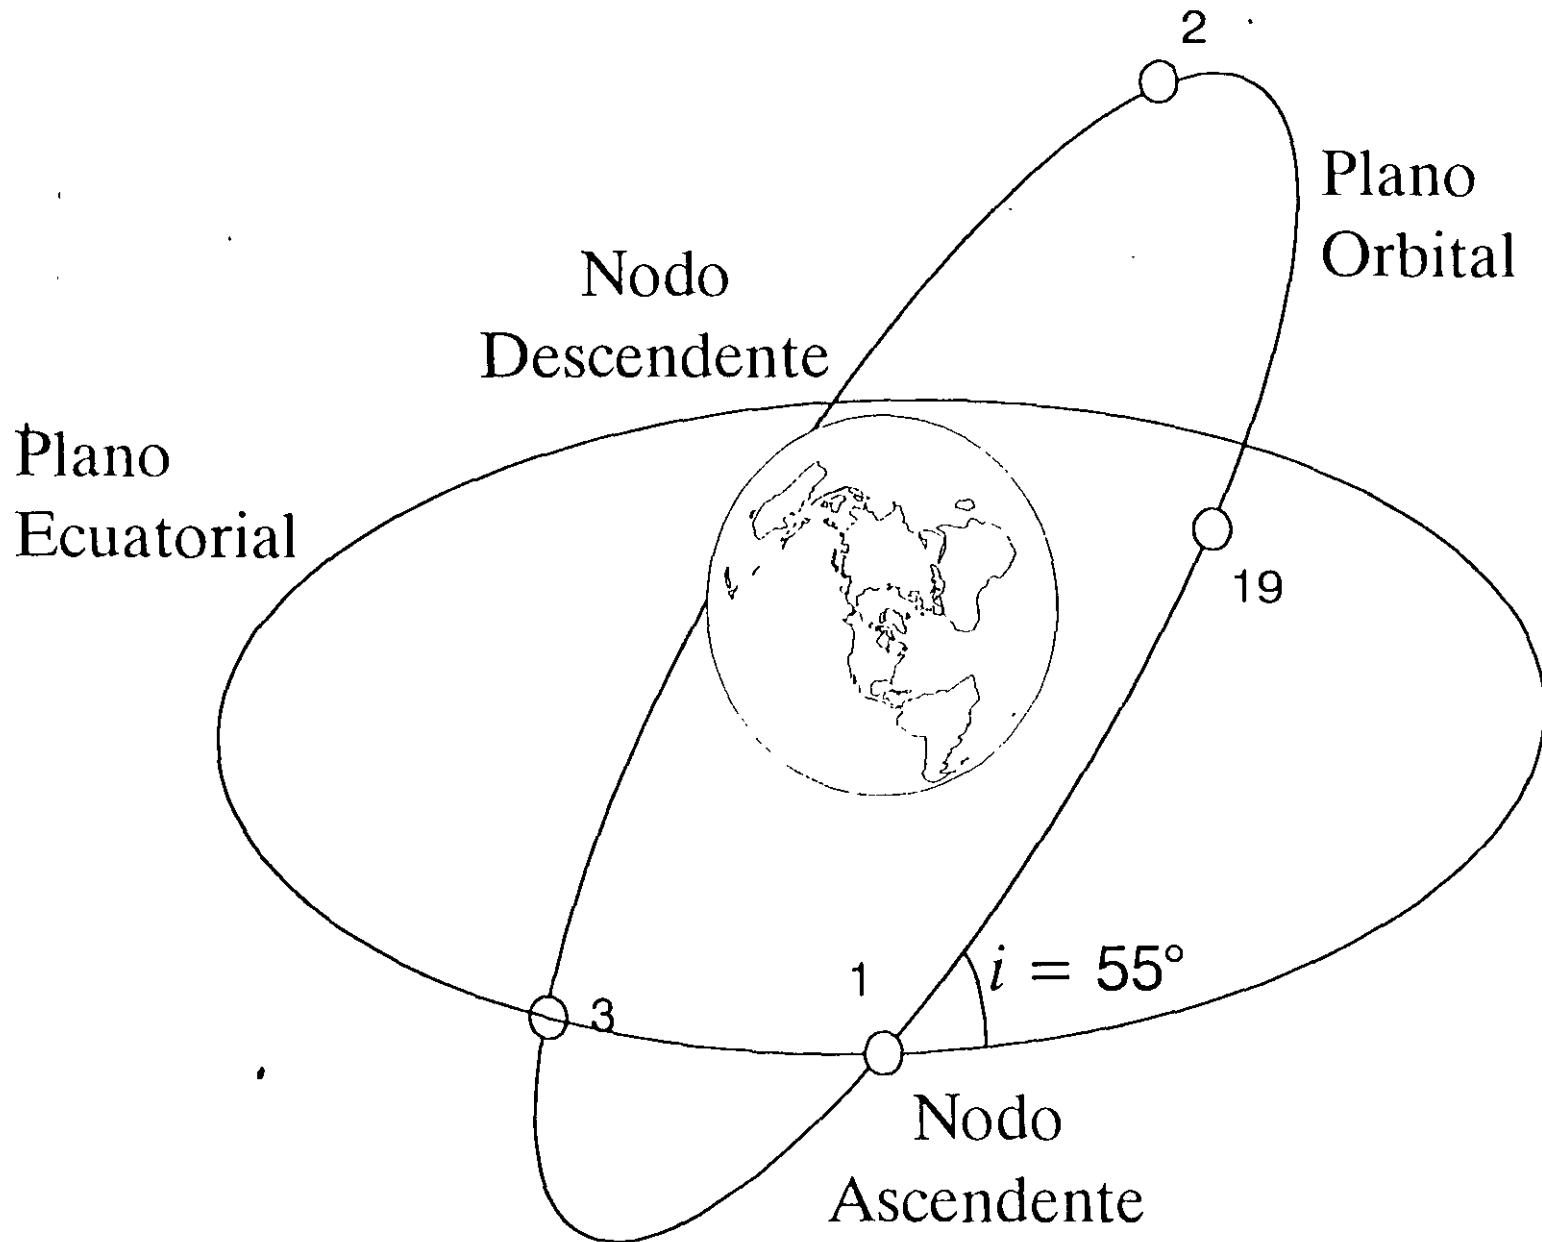 2
Plano
Orbital
Nodo
Descendente
Plano
Ecuatorial
19
1
i = 55°
3
Nodo
Ascendente